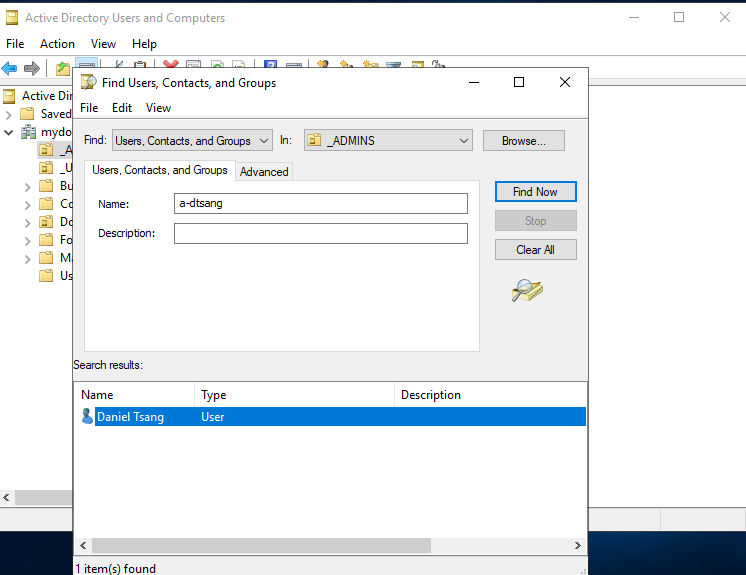 Active Directory Users and Computers
File Action View Help
Find Users, Contacts, and Groups
Active Dir
File Edit View
Saved
mydo
Find: Users, Contacts, and Groups In: _ADMINS Browse...
_A
_U
Users, Contacts, and Groups Advanced
Bu
Find Now
Name: a-dtsang
Co
Do
Stop
Description:
Fo
Clear All
Ma
Us
Search results:
Name Type Description
Daniel Tsang User
1 item(s) found